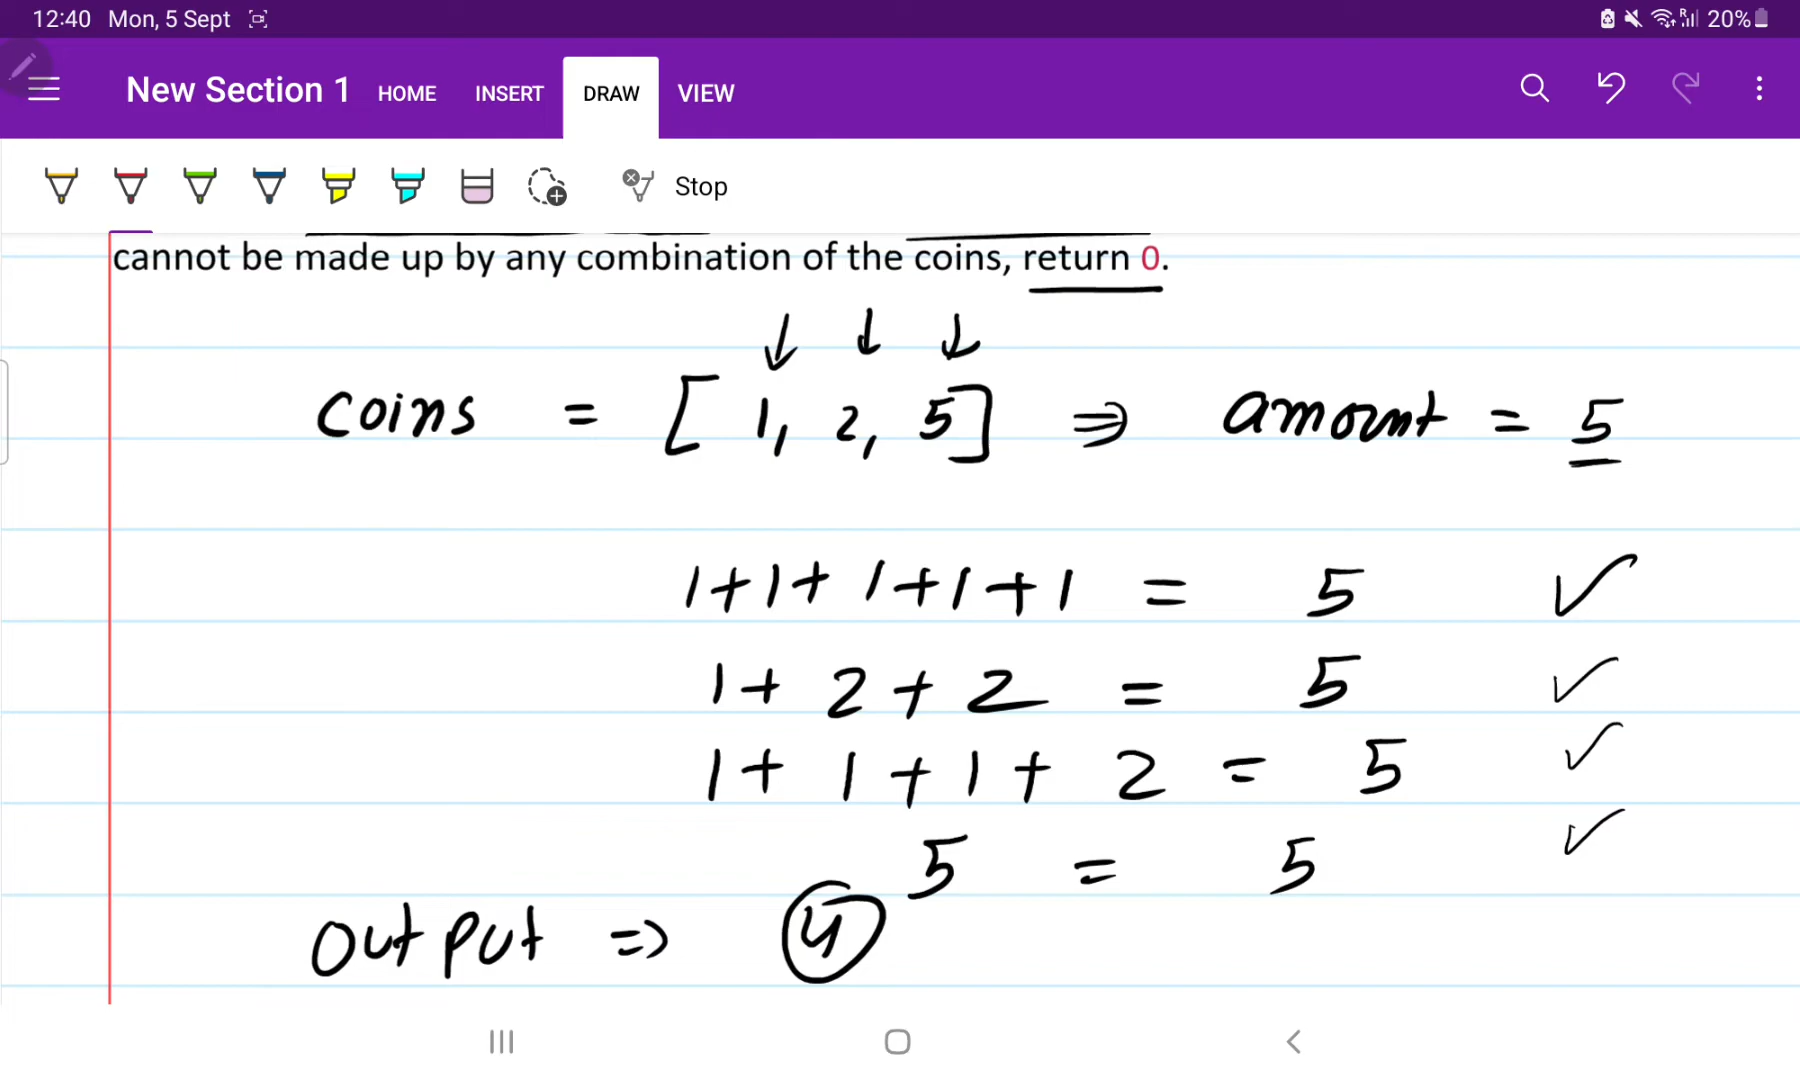 12:40 Mon, 5 Sept 20%
New Section 1 HOME INSERT DRAW VIEW
Stop
cannot be made up by any combination of the coins, return 0.
coins = [ 1, 2, 5 ] ⇒ amount = 5
1+1+1+1+1 = 5 ✓
1+ 2 + 2 = 5 ✓
1+ 1 + 1 + 2 = 5 ✓
5 = 5 ✓
output => 4